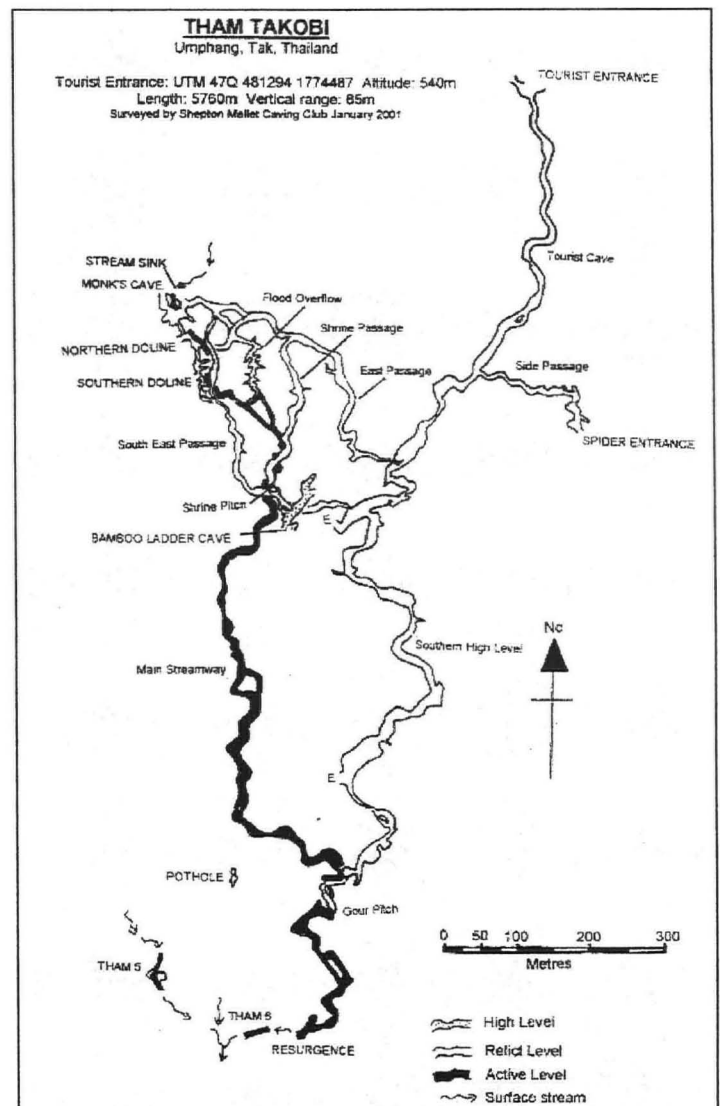 THAM TAKOBI
Umphang, Tak, Thailand
Tourist Entrance: UTM 47Q 481294 1774487 Altitude: 540m
Length: 5760m Vertical range: 85m
Surveyed by Shepton Mallet Caving Club January 2001
TOURIST ENTRANCE
STREAM SINK
MONK'S CAVE
Tourist Cave
Flood Overflow
Shrine Passage
NORTHERN DOLINE
East Passage
Side Passage
SOUTHERN DOLINE
South East Passage
SPIDER ENTRANCE
Shrine Pitch
E
BAMBOO LADDER CAVE
Nc
Southern High Level
Main Streamway
E
POTHOLE
Gour Pitch
0 50 100 200 300
Metres
THAM 5
THAM 6
RESURGENCE
High Level
Relict Level
Active Level
Surface stream